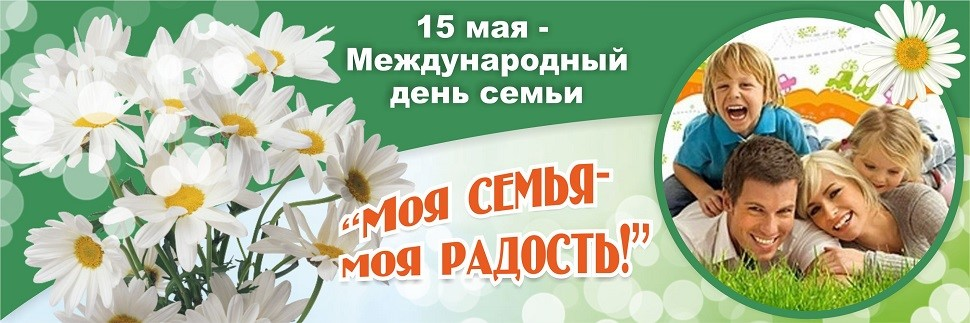 15 мая -
Международный
день семьи
“Моя семья-
моя радость!”